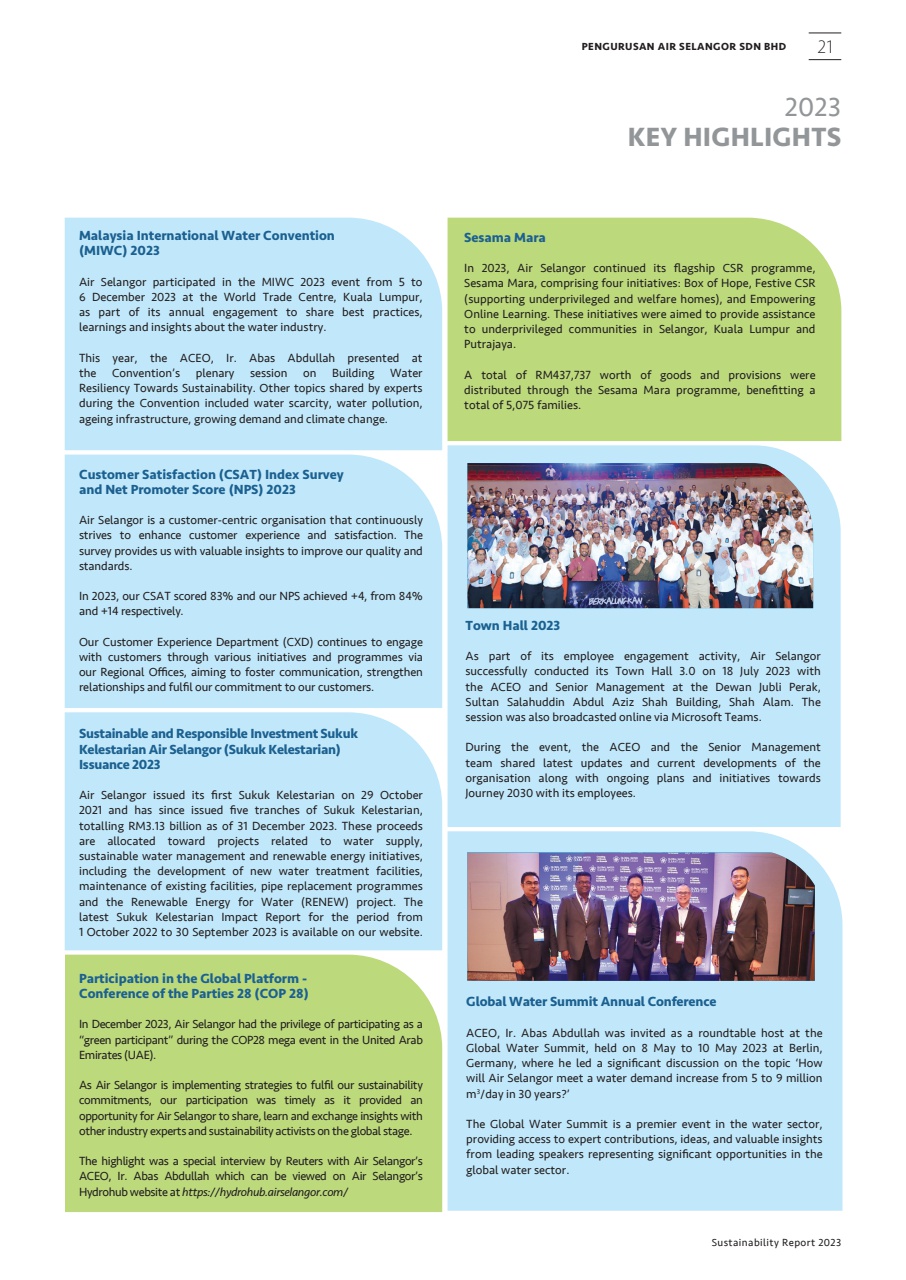 PENGURUSAN AIR SELANGOR SDN BHD 21
2023
KEY HIGHLIGHTS
Malaysia International Water Convention
(MIWC) 2023
Air Selangor participated in the MIWC 2023 event from 5 to
6 December 2023 at the World Trade Centre, Kuala Lumpur,
as part of its annual engagement to share best practices,
learnings and insights about the water industry.
This year, the ACEO, Ir. Abas Abdullah presented at
the Convention's plenary session on Building Water
Resiliency Towards Sustainability. Other topics shared by experts
during the Convention included water scarcity, water pollution,
ageing infrastructure, growing demand and climate change.
Customer Satisfaction (CSAT) Index Survey
and Net Promoter Score (NPS) 2023
Air Selangor is a customer-centric organisation that continuously
strives to enhance customer experience and satisfaction. The
survey provides us with valuable insights to improve our quality and
standards.
In 2023, our CSAT scored 83% and our NPS achieved +4, from 84%
and +14 respectively.
Our Customer Experience Department (CXD) continues to engage
with customers through various initiatives and programmes via
our Regional Offices, aiming to foster communication, strengthen
relationships and fulfil our commitment to our customers.
Sustainable and Responsible Investment Sukuk
Kelestarian Air Selangor (Sukuk Kelestarian)
Issuance 2023
Air Selangor issued its first Sukuk Kelestarian on 29 October
2021 and has since issued five tranches of Sukuk Kelestarian,
totalling RM3.13 billion as of 31 December 2023. These proceeds
are allocated toward projects related to water supply,
sustainable water management and renewable energy initiatives,
including the development of new water treatment facilities,
maintenance of existing facilities, pipe replacement programmes
and the Renewable Energy for Water (RENEW) project. The
latest Sukuk Kelestarian Impact Report for the period from
1 October 2022 to 30 September 2023 is available on our website.
Participation in the Global Platform -
Conference of the Parties 28 (COP 28)
In December 2023, Air Selangor had the privilege of participating as a
"green participant" during the COP28 mega event in the United Arab
Emirates (UAE).
As Air Selangor is implementing strategies to fulfil our sustainability
commitments, our participation was timely as it provided an
opportunity for Air Selangor to share, learn and exchange insights with
other industry experts and sustainability activists on the global stage.
The highlight was a special interview by Reuters with Air Selangor's
ACEO, Ir. Abas Abdullah which can be viewed on Air Selangor's
Hydrohub website at https://hydrohub.airselangor.com/
Sesama Mara
In 2023, Air Selangor continued its flagship CSR programme,
Sesama Mara, comprising four initiatives: Box of Hope, Festive CSR
(supporting underprivileged and welfare homes), and Empowering
Online Learning. These initiatives were aimed to provide assistance
to underprivileged communities in Selangor, Kuala Lumpur and
Putrajaya.
A total of RM437,737 worth of goods and provisions were
distributed through the Sesama Mara programme, benefitting a
total of 5,075 families.
BERKALUNGKAN
Town Hall 2023
As part of its employee engagement activity, Air Selangor
successfully conducted its Town Hall 3.0 on 18 July 2023 with
the ACEO and Senior Management at the Dewan Jubli Perak,
Sultan Salahuddin Abdul Aziz Shah Building, Shah Alam. The
session was also broadcasted online via Microsoft Teams.
During the event, the ACEO and the Senior Management
team shared latest updates and current developments of the
organisation along with ongoing plans and initiatives towards
Journey 2030 with its employees.
Global Water Summit Annual Conference
ACEO, Ir. Abas Abdullah was invited as a roundtable host at the
Global Water Summit, held on 8 May to 10 May 2023 at Berlin,
Germany, where he led a significant discussion on the topic 'How
will Air Selangor meet a water demand increase from 5 to 9 million
m³/day in 30 years?'
The Global Water Summit is a premier event in the water sector,
providing access to expert contributions, ideas, and valuable insights
from leading speakers representing significant opportunities in the
global water sector.
Sustainability Report 2023